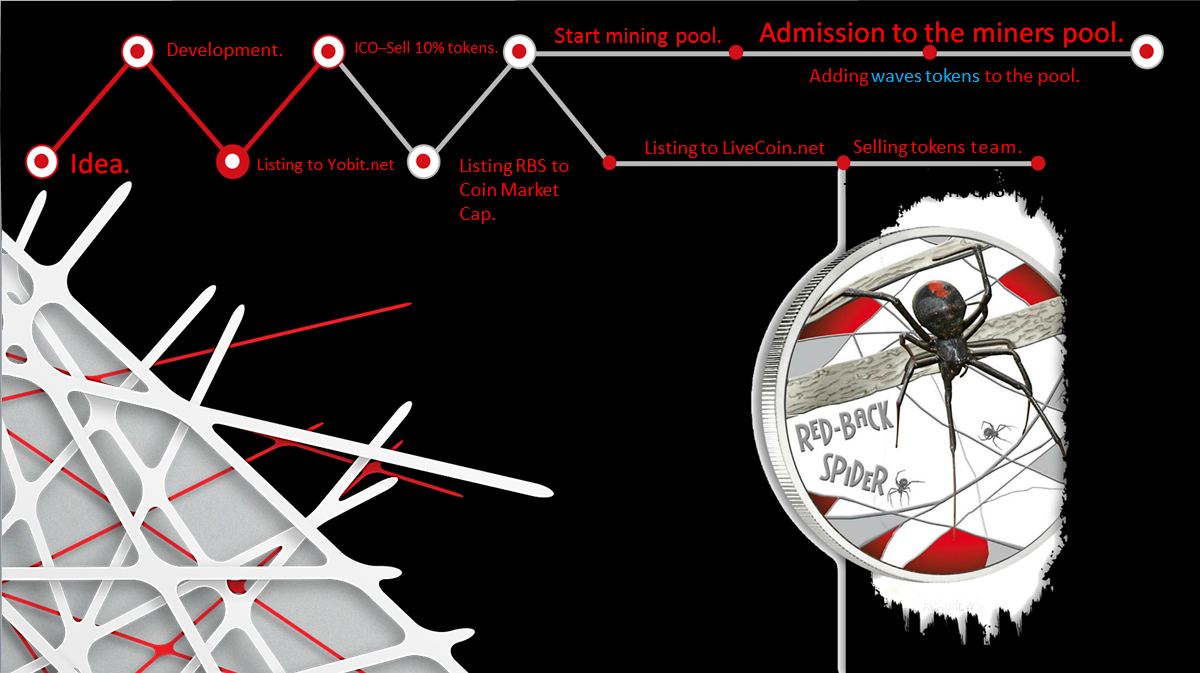 Development.
ICO–Sell 10% tokens.
Start mining pool.
Admission to the miners pool.
Adding waves tokens to the pool.
Idea.
Listing to Yobit.net
Listing RBS to
Coin Market
Cap.
Listing to LiveCoin.net
Selling tokens team.
RED-BACK
SPIDER